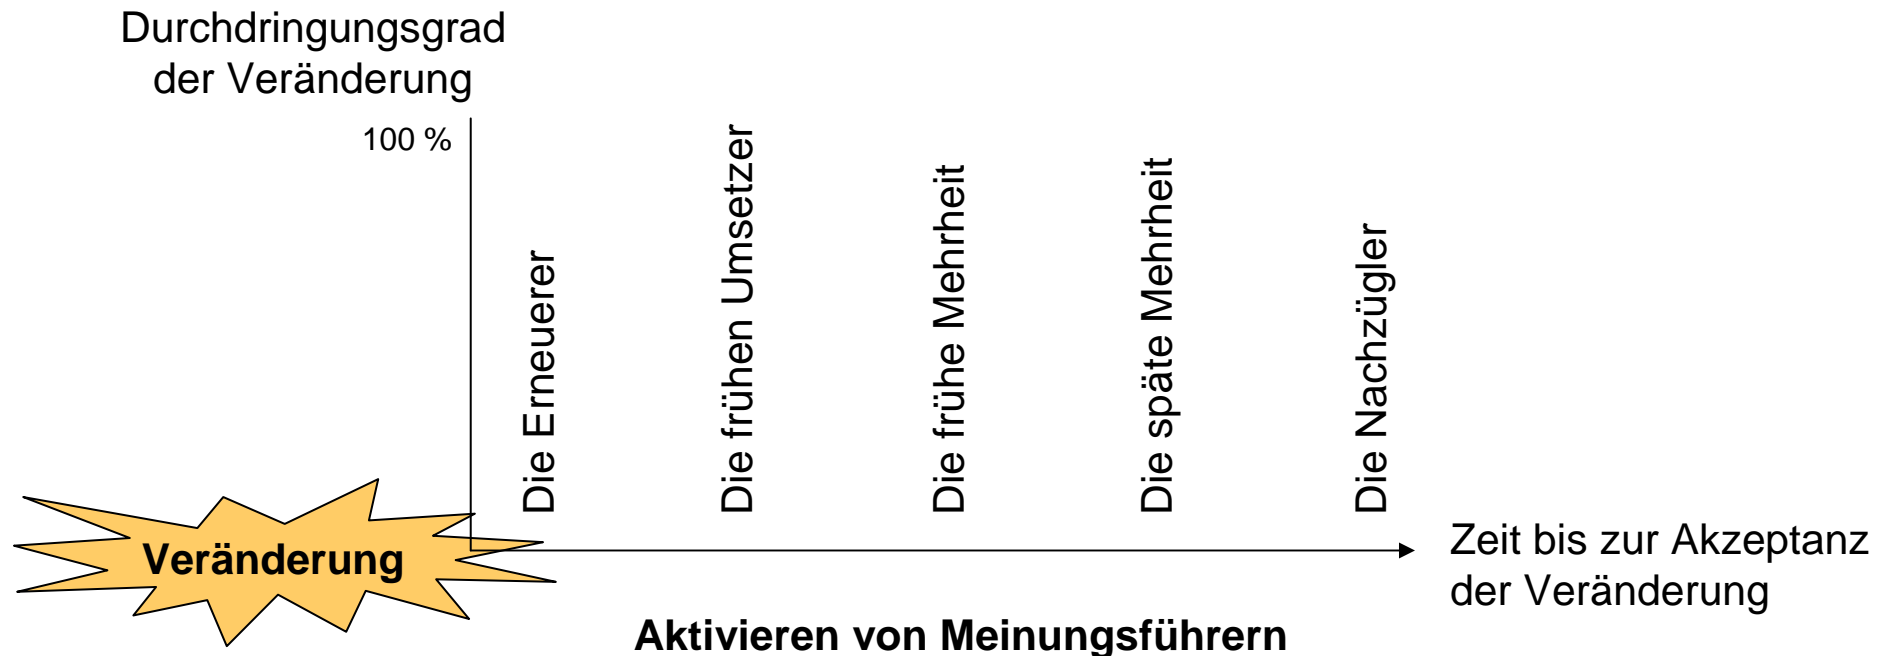 Durchdringungsgrad
der Veränderung
100 %
Die Erneuerer
Die frühen Umsetzer
Die frühe Mehrheit
Die späte Mehrheit
Die Nachzügler
Veränderung
Zeit bis zur Akzeptanz
der Veränderung
Aktivieren von Meinungsführern